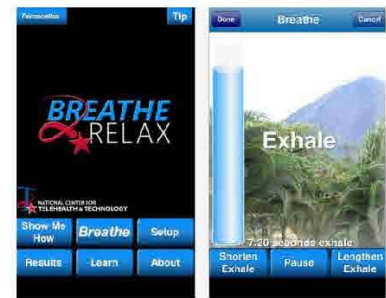 Tip
BREATHE
2 RELAX
NATIONAL CENTER FOR
TELEHEALTH & TECHNOLOGY
Show Me How
Breathe
Setup
Results
Learn
About
Done
Breathe
Cancel
Exhale
7.20 seconds exhale
Shorten Exhale
Pause
Lengthen Exhale